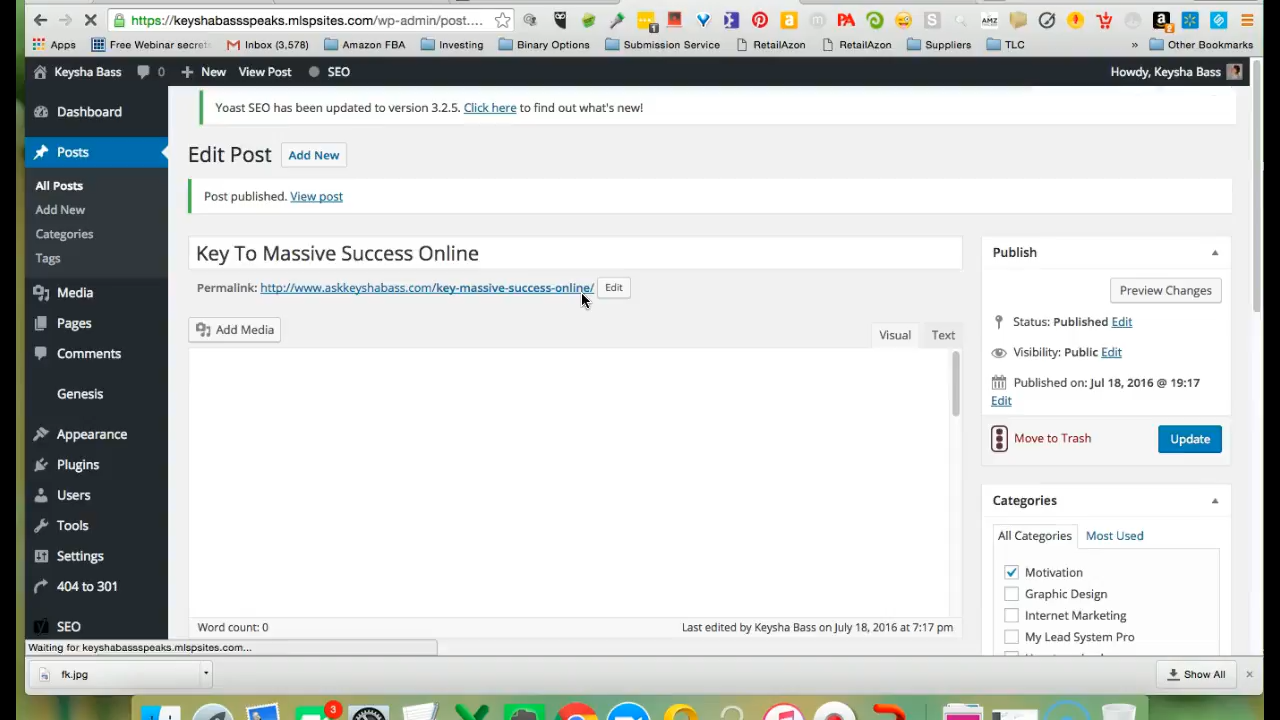 https://keyshabassspeaks.mlspsites.com/wp-admin/post....
Apps Free Webinar secre Inbox (3,578) Amazon FBA Investing Binary Options Submission Service RetailAzon RetailAzon Suppliers TLC » Other Bookmarks
Keysha Bass 0 + New View Post SEO Howdy, Keysha Bass
Yoast SEO has been updated to version 3.2.5. Click here to find out what's new!
Dashboard
Posts
All Posts
Add New
Categories
Tags
Media
Pages
Comments
Genesis
Appearance
Plugins
Users
Tools
Settings
404 to 301
SEO
Edit Post Add New
Post published. View post
Key To Massive Success Online
Permalink: http://www.askkeyshabass.com/key-massive-success-online/ Edit
Add Media Visual Text
Word count: 0 Last edited by Keysha Bass on July 18, 2016 at 7:17 pm
Publish
Preview Changes
Status: Published Edit
Visibility: Public Edit
Published on: Jul 18, 2016 @ 19:17
Edit
Move to Trash Update
Categories
All Categories Most Used
Motivation
Graphic Design
Internet Marketing
My Lead System Pro
Waiting for keyshabassspeaks.mlspsites.com...
fk.jpg Show All
3